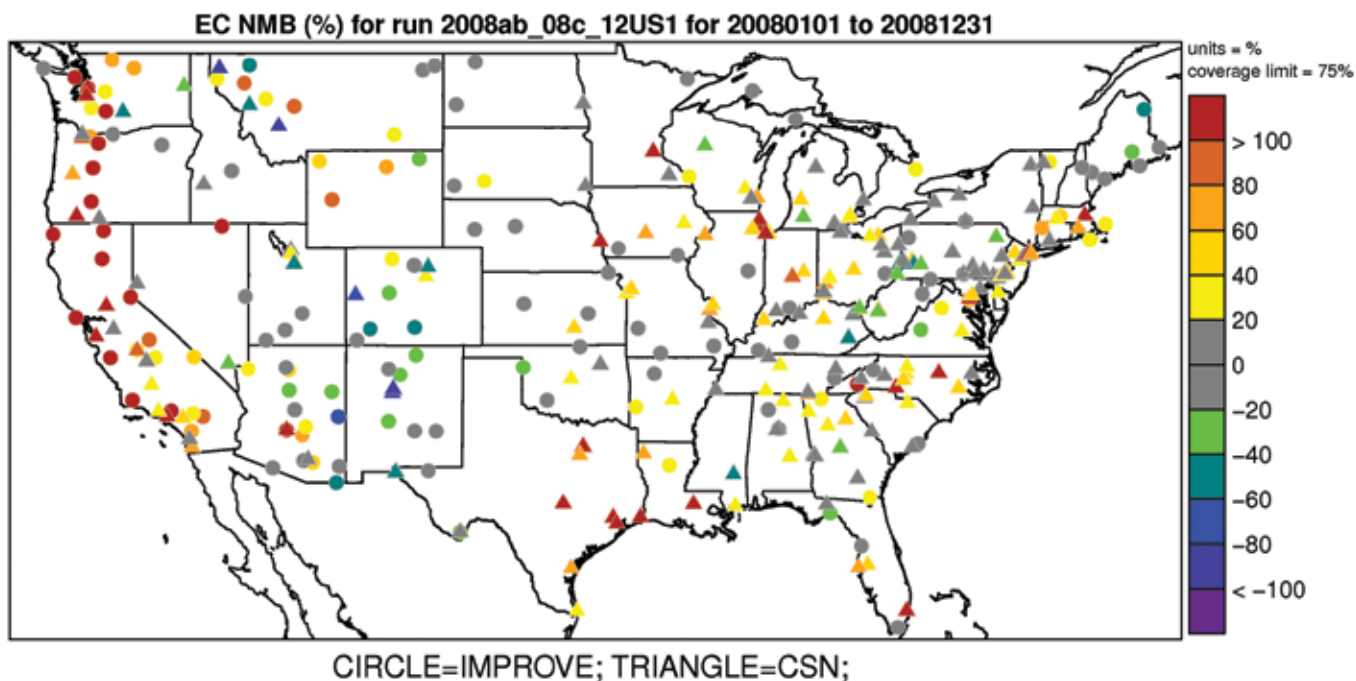 EC NMB (%) for run 2008ab_08c_12US1 for 20080101 to 20081231
units = %
coverage limit = 75%
> 100
80
60
40
20
0
−20
−40
−60
−80
< −100
CIRCLE=IMPROVE; TRIANGLE=CSN;